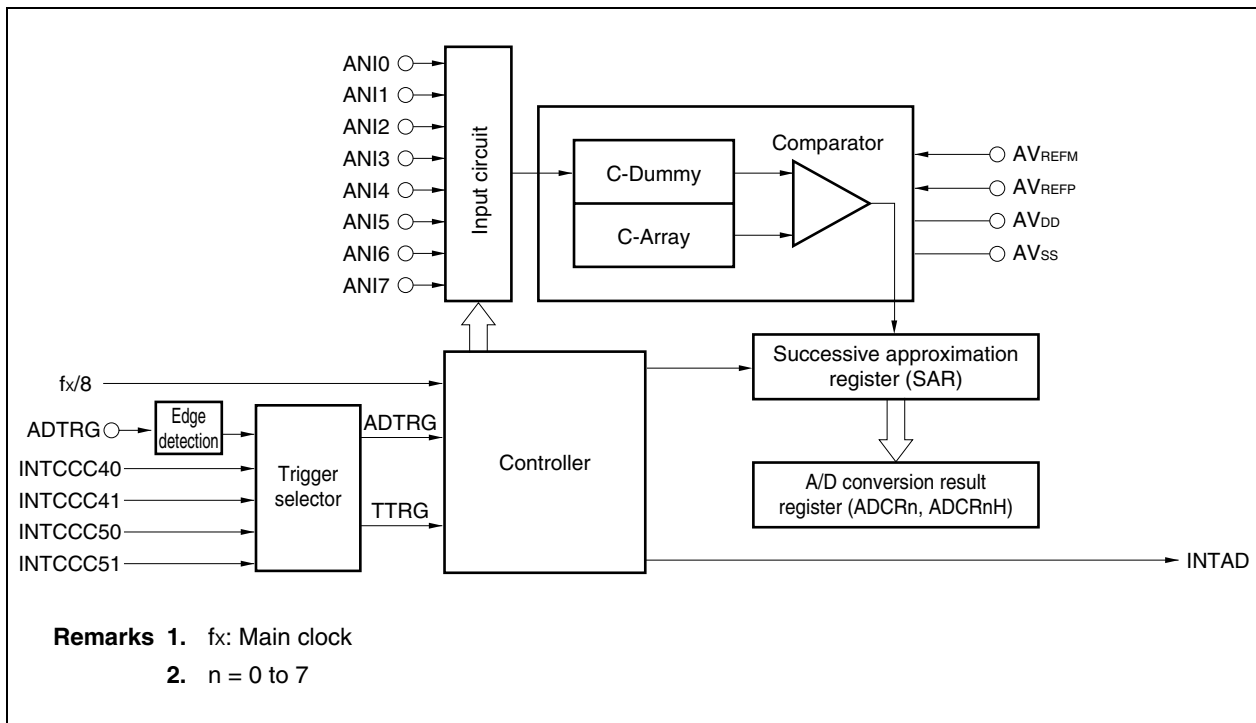 ANI0
ANI1
ANI2
ANI3
ANI4
ANI5
ANI6
ANI7
Input circuit
C-Dummy
C-Array
Comparator
AVREFM
AVREFP
AVDD
AVSS
Successive approximation
register (SAR)
A/D conversion result
register (ADCRn, ADCRnH)
fx/8
ADTRG
Edge
detection
INTCCC40
INTCCC41
INTCCC50
INTCCC51
Trigger
selector
ADTRG
TTRG
Controller
INTAD
Remarks 1. fx: Main clock
2. n = 0 to 7